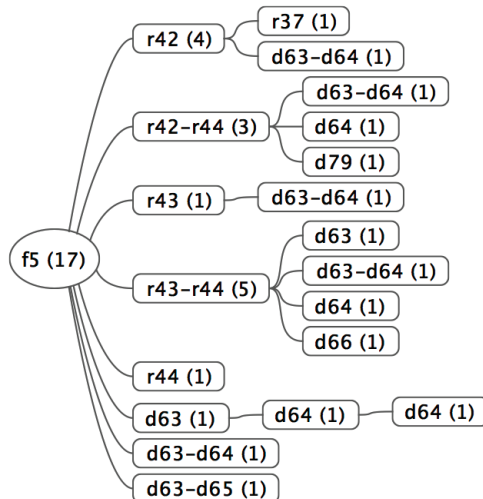 f5 (17)
r42 (4)
r37 (1)
d63-d64 (1)
r42-r44 (3)
d63-d64 (1)
d64 (1)
d79 (1)
r43 (1)
d63-d64 (1)
r43-r44 (5)
d63 (1)
d63-d64 (1)
d64 (1)
d66 (1)
r44 (1)
d63 (1)
d64 (1)
d64 (1)
d63-d64 (1)
d63-d65 (1)